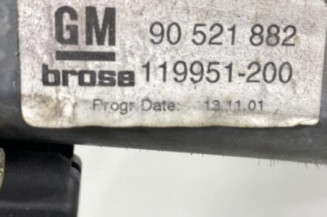 GM 90 521 882
brose 119951-200
Progr. Date: 13.11.01